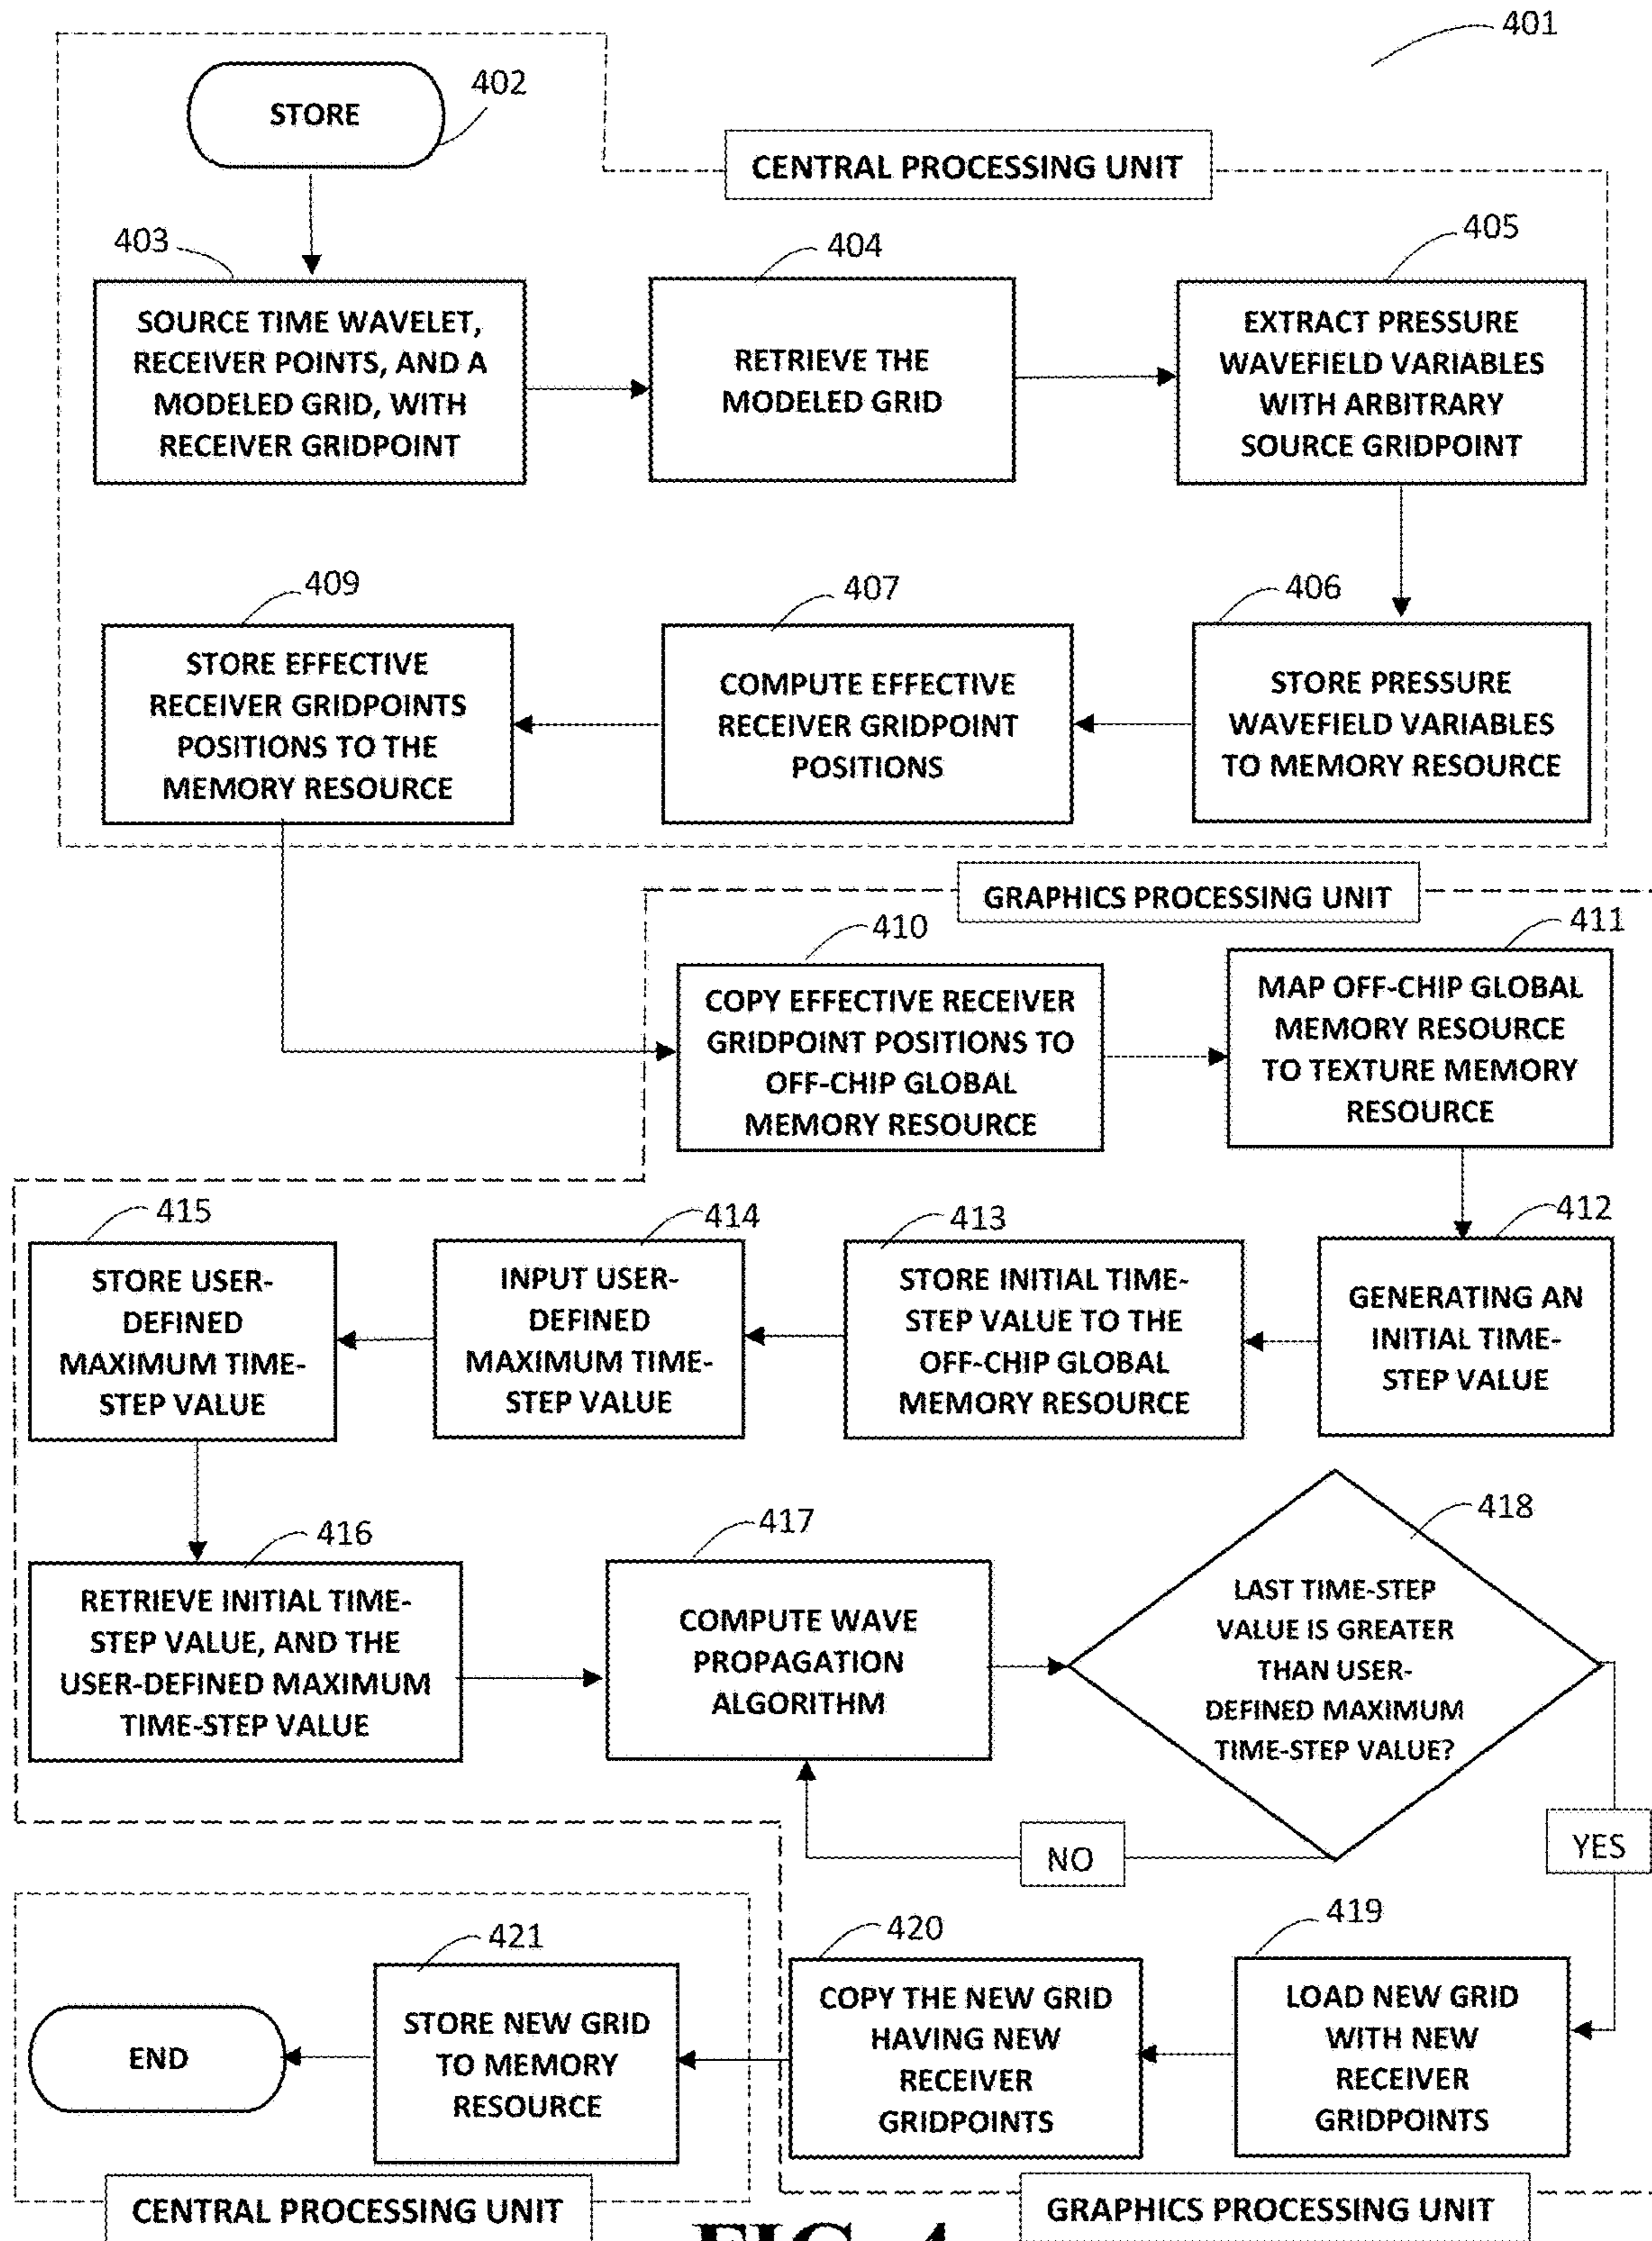 401
402
STORE
CENTRAL PROCESSING UNIT
403
SOURCE TIME WAVELET,
RECEIVER POINTS, AND A
MODELED GRID, WITH
RECEIVER GRIDPOINT
404
RETRIEVE THE
MODELED GRID
405
EXTRACT PRESSURE
WAVEFIELD VARIABLES
WITH ARBITRARY
SOURCE GRIDPOINT
406
STORE PRESSURE
WAVEFIELD VARIABLES
TO MEMORY RESOURCE
407
COMPUTE EFFECTIVE
RECEIVER GRIDPOINT
POSITIONS
409
STORE EFFECTIVE
RECEIVER GRIDPOINTS
POSITIONS TO THE
MEMORY RESOURCE
GRAPHICS PROCESSING UNIT
410
COPY EFFECTIVE RECEIVER
GRIDPOINT POSITIONS TO
OFF-CHIP GLOBAL
MEMORY RESOURCE
411
MAP OFF-CHIP GLOBAL
MEMORY RESOURCE
TO TEXTURE MEMORY
RESOURCE
412
GENERATING AN
INITIAL TIME-
STEP VALUE
413
STORE INITIAL TIME-
STEP VALUE TO THE
OFF-CHIP GLOBAL
MEMORY RESOURCE
414
INPUT USER-
DEFINED
MAXIMUM TIME-
STEP VALUE
415
STORE USER-
DEFINED
MAXIMUM TIME-
STEP VALUE
416
RETRIEVE INITIAL TIME-
STEP VALUE, AND THE
USER-DEFINED MAXIMUM
TIME-STEP VALUE
417
COMPUTE WAVE
PROPAGATION
ALGORITHM
418
LAST TIME-STEP
VALUE IS GREATER
THAN USER-
DEFINED MAXIMUM
TIME-STEP VALUE?
NO
YES
419
LOAD NEW GRID
WITH NEW
RECEIVER
GRIDPOINTS
420
COPY THE NEW GRID
HAVING NEW
RECEIVER
GRIDPOINTS
421
STORE NEW GRID
TO MEMORY
RESOURCE
END
CENTRAL PROCESSING UNIT
GRAPHICS PROCESSING UNIT
FIG. 4